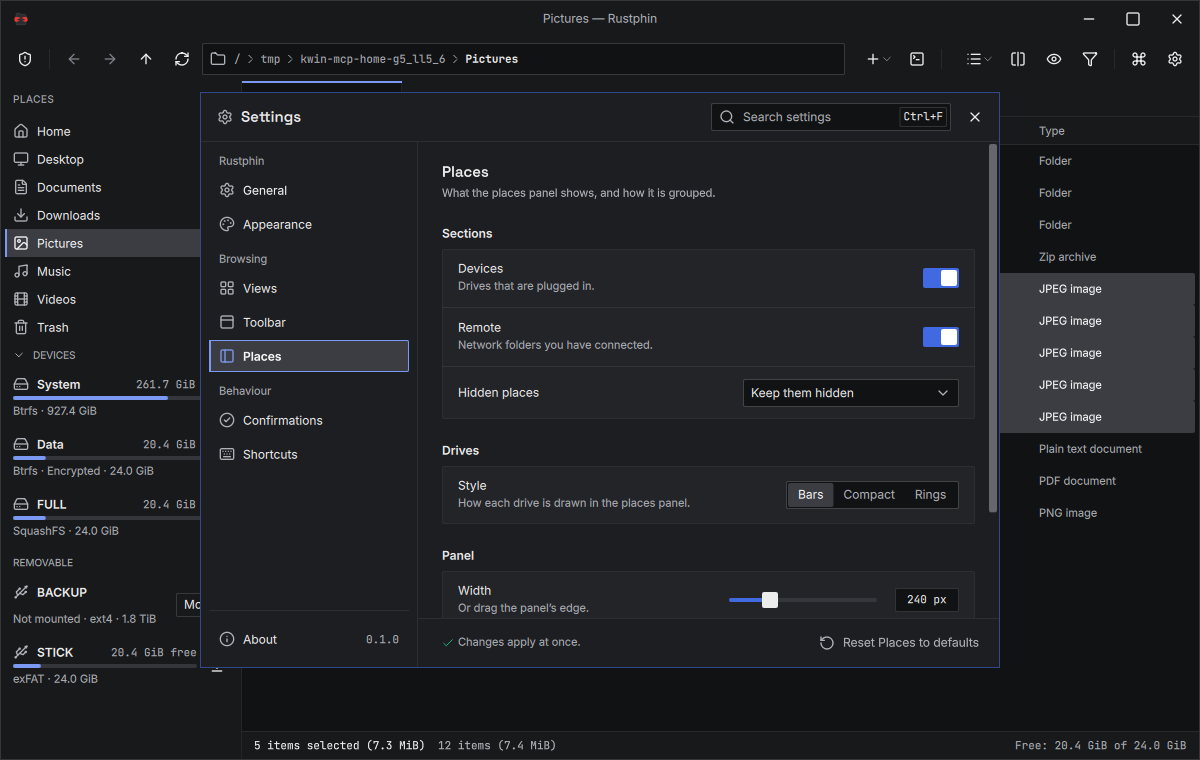 Pictures — Rustphin
/ > tmp > kwin-mcp-home-g5_ll5_6 > Pictures
PLACES
Home
Desktop
Documents
Downloads
Pictures
Music
Videos
Trash
DEVICES
System 261.7 GiB
Btrfs · 927.4 GiB
Data 20.4 GiB
Btrfs · Encrypted · 24.0 GiB
FULL 20.4 GiB
SquashFS · 24.0 GiB
REMOVABLE
BACKUP
Not mounted · ext4 · 1.8 TiB
Mo
STICK 20.4 GiB free
exFAT · 24.0 GiB
Settings
Search settings Ctrl+F
Rustphin
General
Appearance
Browsing
Views
Toolbar
Places
Behaviour
Confirmations
Shortcuts
About 0.1.0
Places
What the places panel shows, and how it is grouped.
Sections
Devices
Drives that are plugged in.
Remote
Network folders you have connected.
Hidden places Keep them hidden
Drives
Style
How each drive is drawn in the places panel.
Bars Compact Rings
Panel
Width
Or drag the panel's edge.
240 px
Changes apply at once.
Reset Places to defaults
Type
Folder
Folder
Folder
Zip archive
JPEG image
JPEG image
JPEG image
JPEG image
JPEG image
Plain text document
PDF document
PNG image
5 items selected (7.3 MiB) 12 items (7.4 MiB)
Free: 20.4 GiB of 24.0 GiB